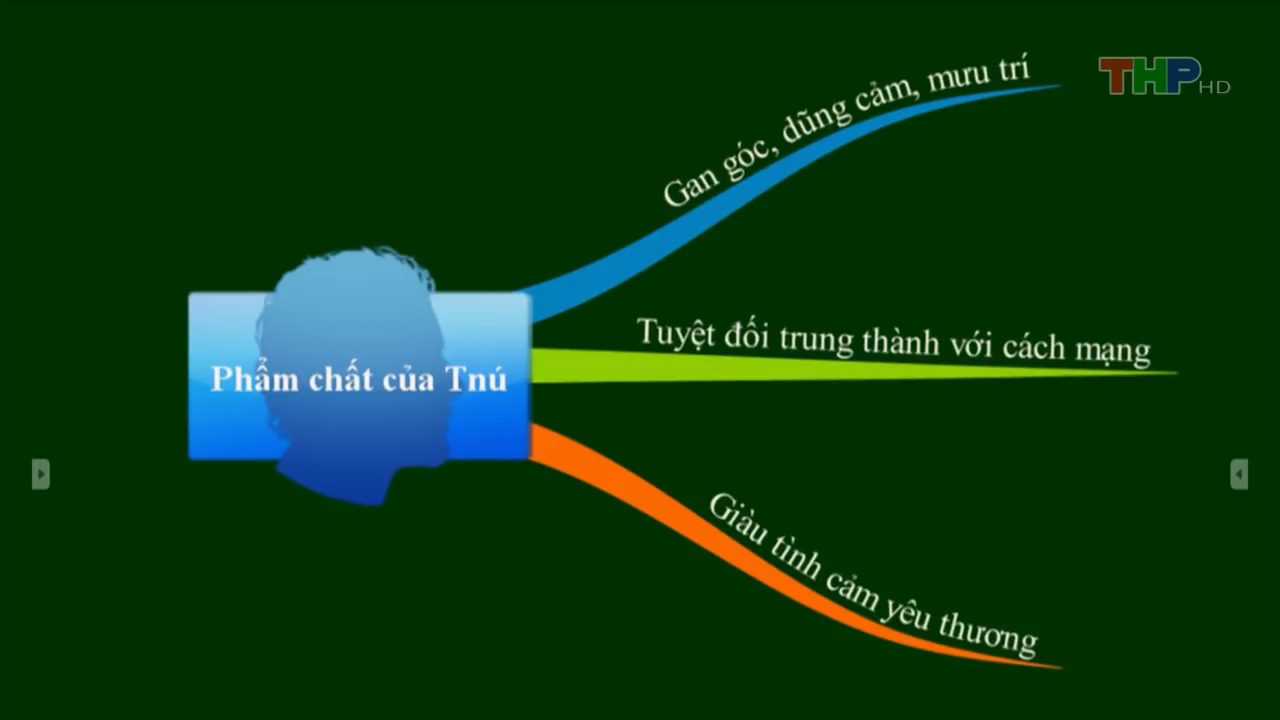 THP HD
Gan góc, dũng cảm, mưu trí
Tuyệt đối trung thành với cách mạng
Phẩm chất của Tnú
Giàu tình cảm yêu thương